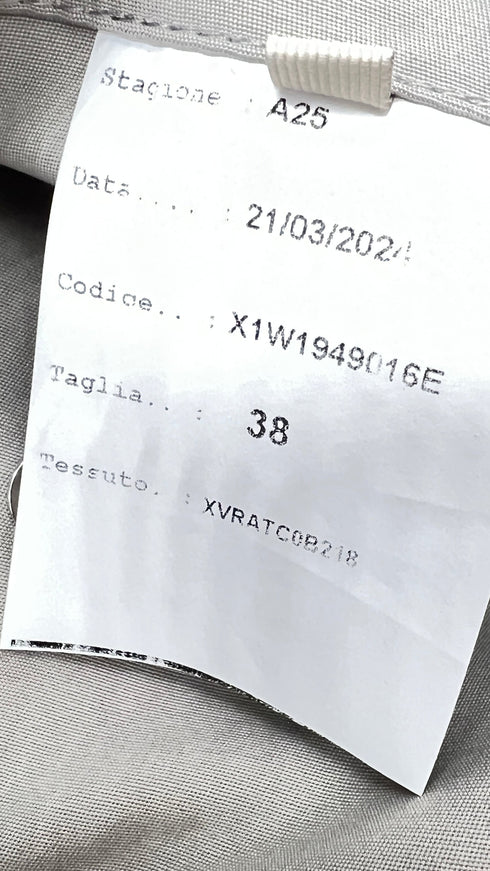 Stagione : A25
Data.... : 21/03/2024
Codice.. : X1W1949016E
Taglia.. : 38
Tessuto. : XVRATC0B218